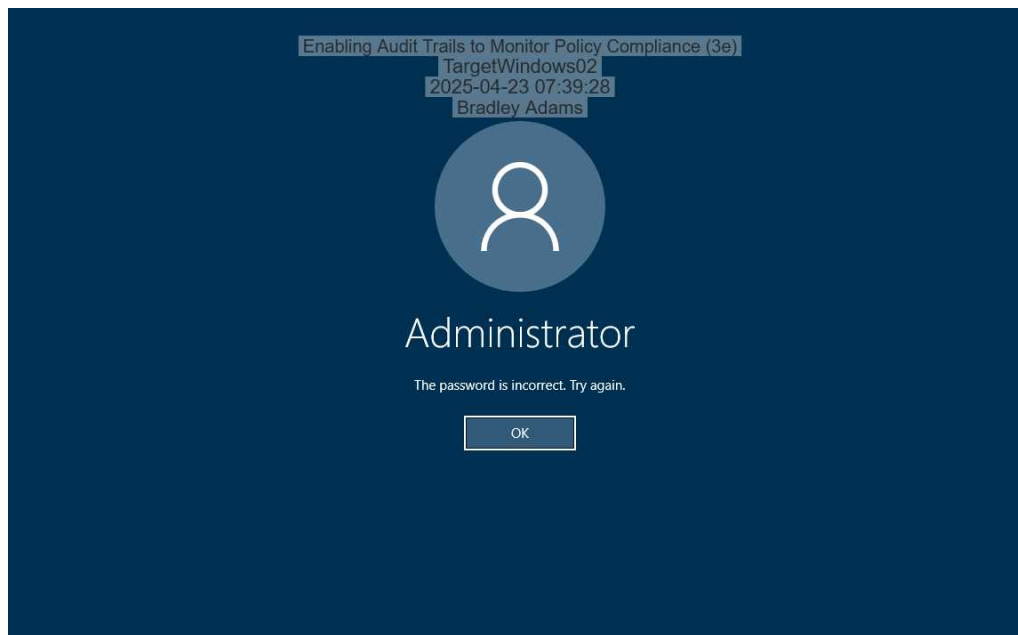 Enabling Audit Trails to Monitor Policy Compliance (3e)
TargetWindows02
2025-04-23 07:39:28
Bradley Adams
Administrator
The password is incorrect. Try again.
OK